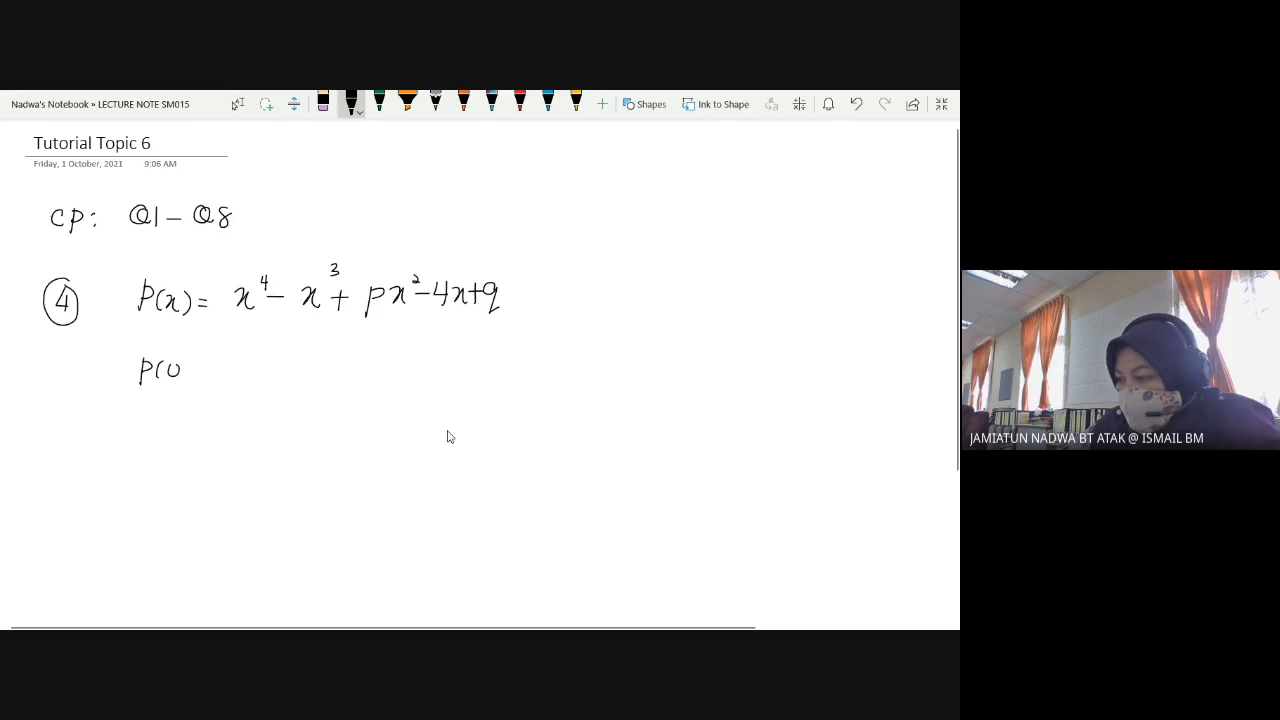 Nadwa's Notebook » LECTURE NOTE SM015
Shapes
Ink to Shape
Tutorial Topic 6
Friday, 1 October, 2021 9:06 AM
CP: Q1 – Q8
④ P(x) = x⁴ – x³ + px² – 4x + q
P(0
JAMIATUN NADWA BT ATAK @ ISMAIL BM